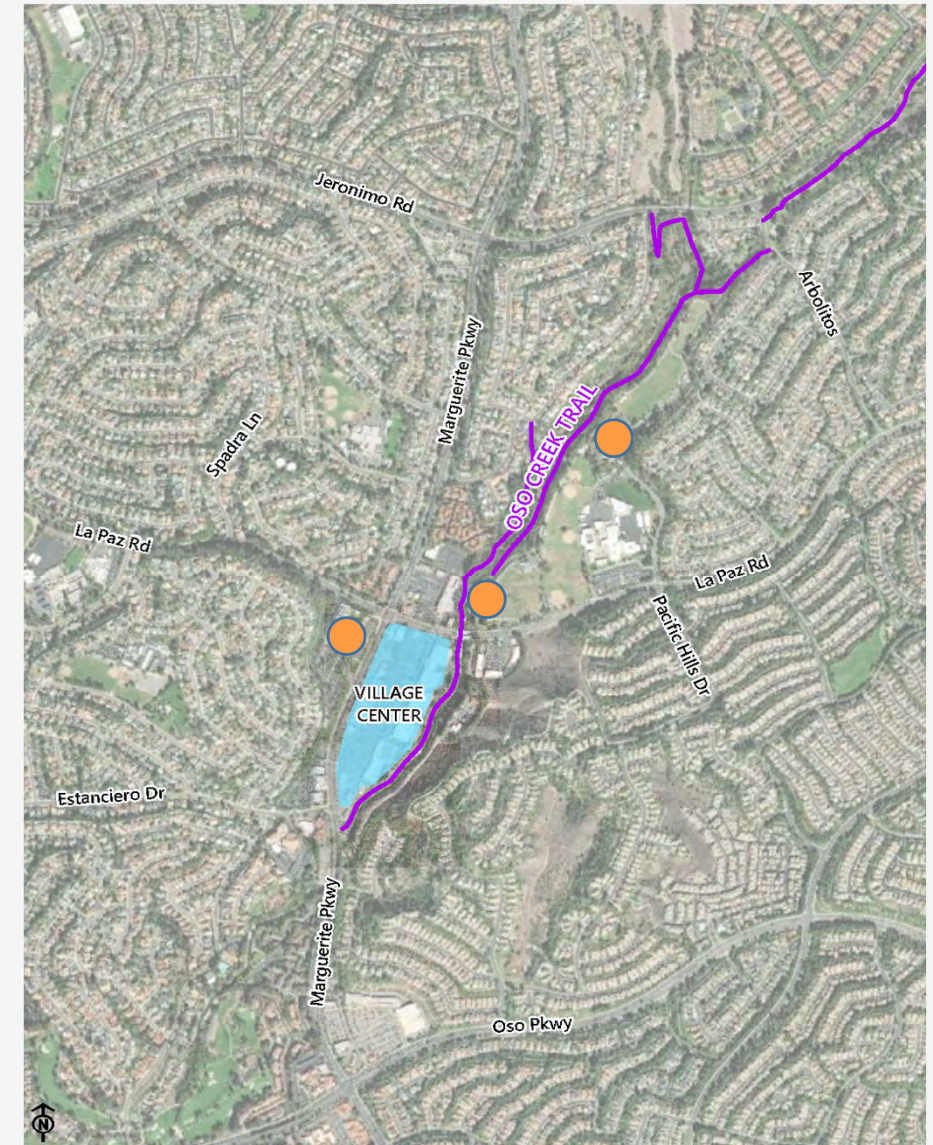 Jeronimo Rd
Arbolitos
Marguerite Pkwy
OSO CREEK TRAIL
Spadra Ln
La Paz Rd
La Paz Rd
Pacific Hills Dr
VILLAGE
CENTER
Estanciero Dr
Marguerite Pkwy
Oso Pkwy
N